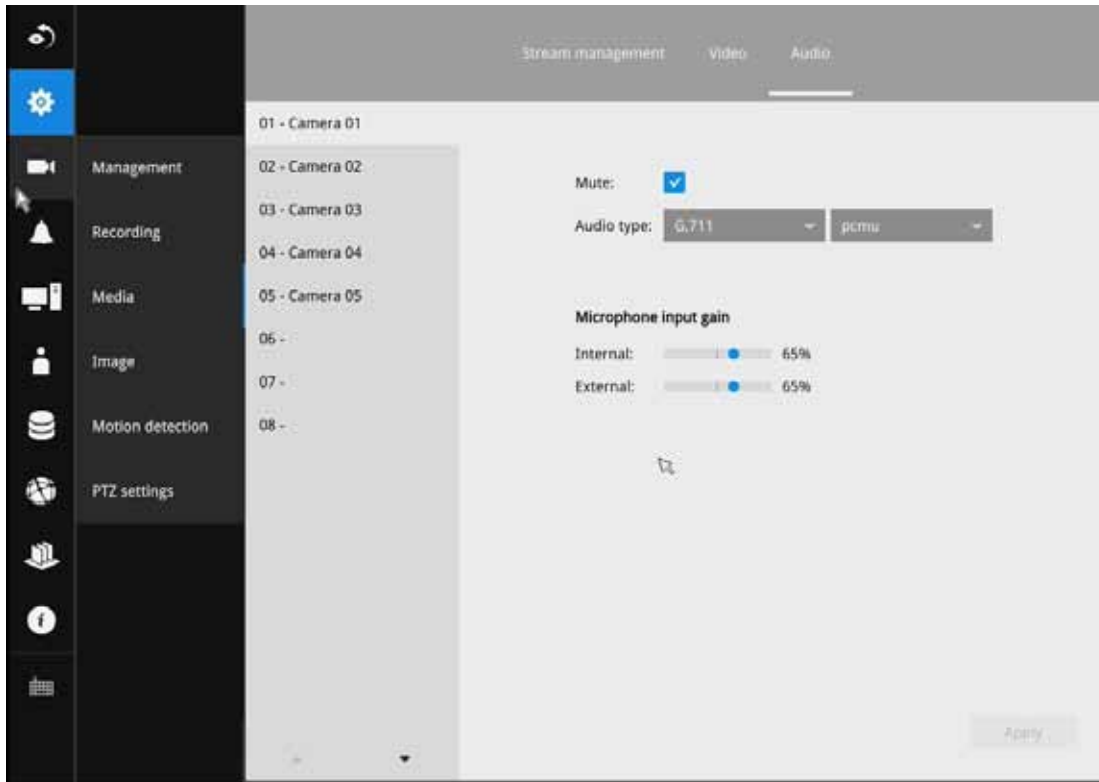 Stream management Video Audio
01 - Camera 01
Management
02 - Camera 02
Mute:
03 - Camera 03
Recording
Audio type: G.711 pcmu
04 - Camera 04
Media
05 - Camera 05
Microphone input gain
06 -
Image
Internal: 65%
07 -
External: 65%
Motion detection
08 -
PTZ settings
Apply